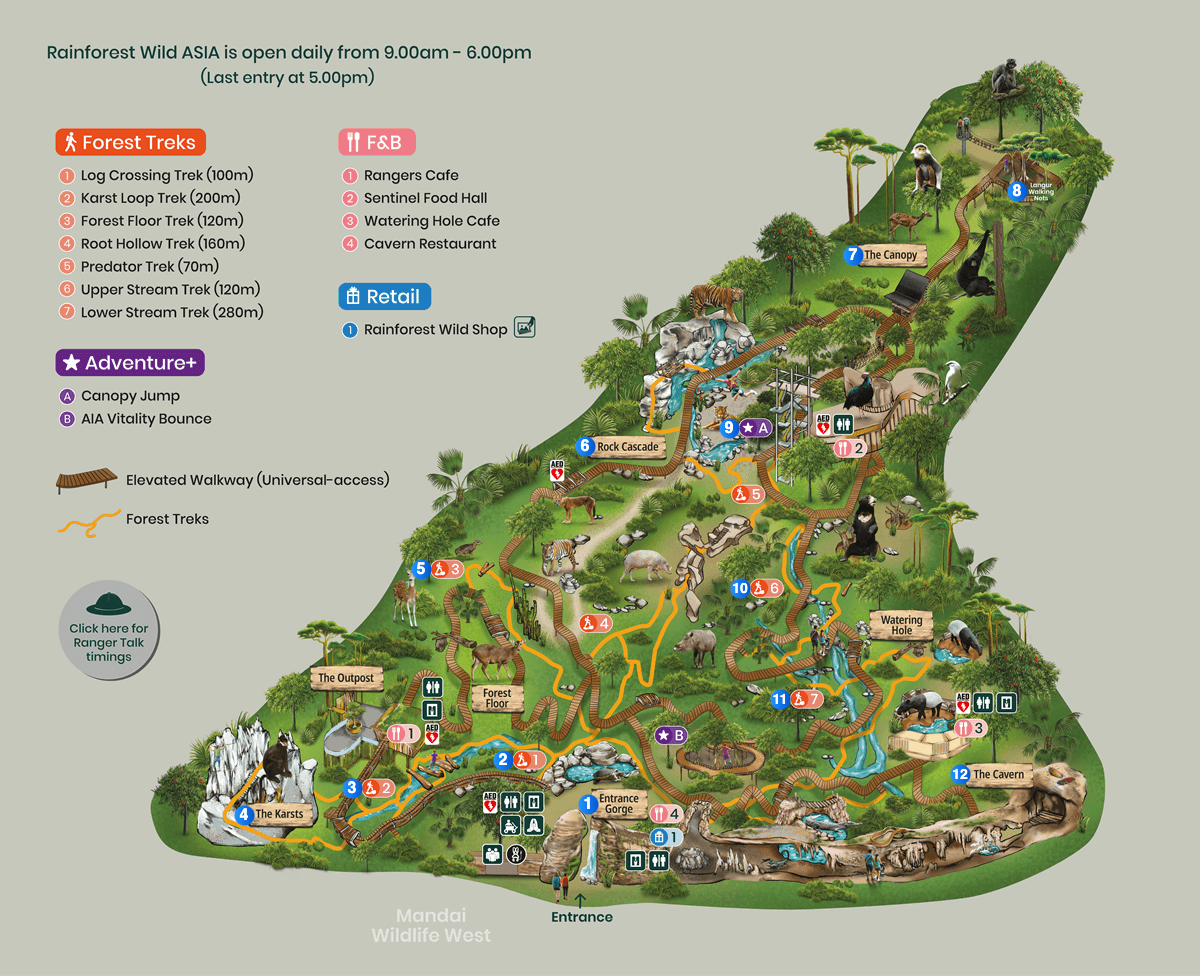 Rainforest Wild ASIA is open daily from 9.00am - 6.00pm
(Last entry at 5.00pm)
Forest Treks
1 Log Crossing Trek (100m)
2 Karst Loop Trek (200m)
3 Forest Floor Trek (120m)
4 Root Hollow Trek (160m)
5 Predator Trek (70m)
6 Upper Stream Trek (120m)
7 Lower Stream Trek (280m)
Adventure+
A Canopy Jump
B AIA Vitality Bounce
F&B
1 Rangers Cafe
2 Sentinel Food Hall
3 Watering Hole Cafe
4 Cavern Restaurant
Retail
1 Rainforest Wild Shop
Elevated Walkway (Universal-access)
Forest Treks
Click here for
Ranger Talk
timings
8 Langur
Walking
Nets
7 The Canopy
9 A
AED
2
6 Rock Cascade
AED
5
5 3
10 6
4
Watering
Hole
The Outpost
Forest
Floor
11 7
AED
3
1
AED
B
2 1
3 2
12 The Cavern
4 The Karsts
AED
1 Entrance
Gorge
4
1
Entrance
Mandai
Wildlife West